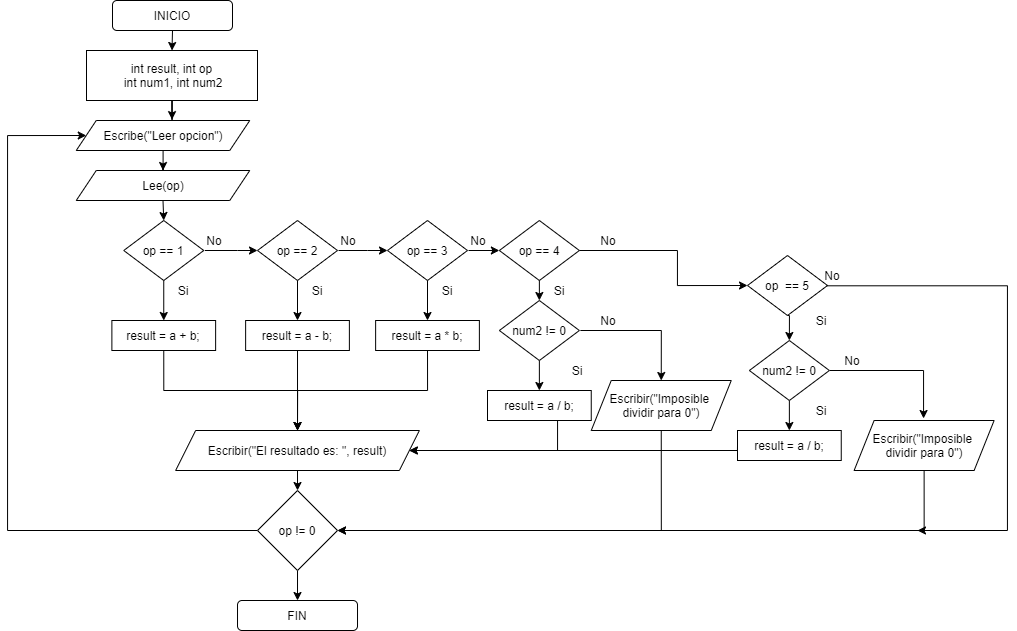 INICIO
int result, int op
int num1, int num2
Escribe("Leer opcion")
Lee(op)
op == 1
No
op == 2
No
op == 3
No
op == 4
No
op == 5
No
Si
Si
Si
Si
Si
result = a + b;
result = a - b;
result = a * b;
num2 != 0
No
num2 != 0
No
Si
Si
result = a / b;
Escribir("Imposible
dividir para 0")
result = a / b;
Escribir("Imposible
dividir para 0")
Escribir("El resultado es: ", result)
op != 0
FIN